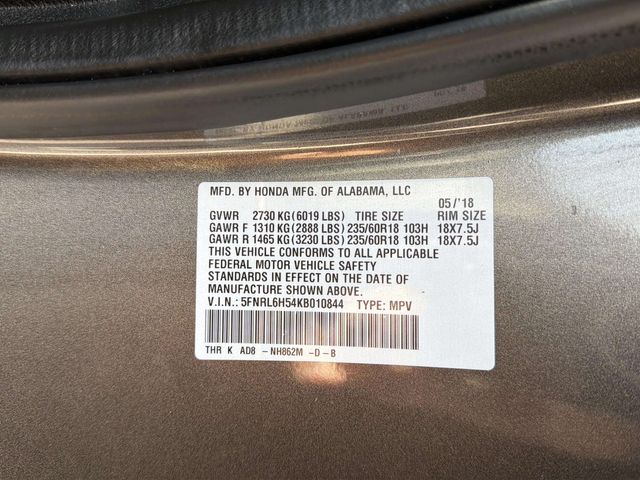 MFD. BY HONDA MFG. OF ALABAMA, LLC
05/'18
GVWR 2730 KG(6019 LBS) TIRE SIZE RIM SIZE
GAWR F 1310 KG(2888 LBS) 235/60R18 103H 18X7.5J
GAWR R 1465 KG(3230 LBS) 235/60R18 103H 18X7.5J
THIS VEHICLE CONFORMS TO ALL APPLICABLE
FEDERAL MOTOR VEHICLE SAFETY
STANDARDS IN EFFECT ON THE DATE OF
MANUFACTURE SHOWN ABOVE.
V.I.N.: 5FNRL6H54KB010844 TYPE: MPV
THR K AD8 -NH862M -D-B